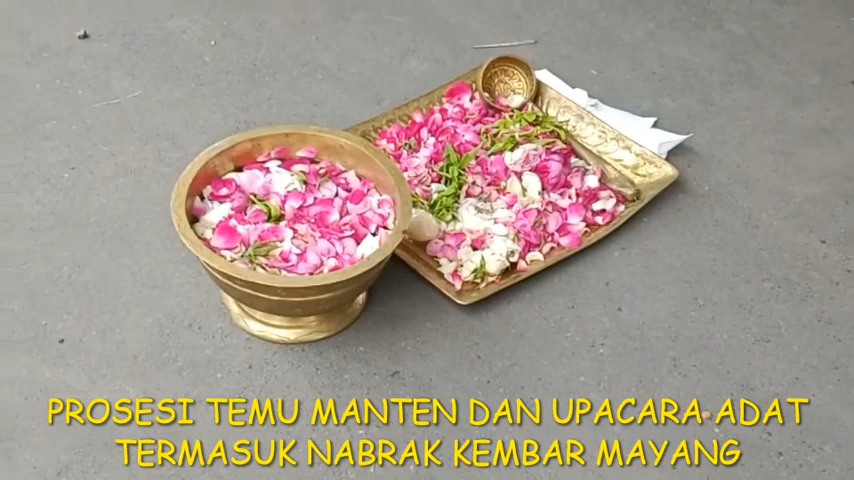 PROSESI TEMU MANTEN DAN UPACARA ADAT
TERMASUK NABRAK KEMBAR MAYANG